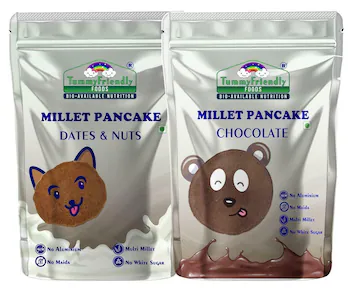 TummyFriendly
FOODS
BIO-AVAILABLE NUTRITION
MILLET PANCAKE
DATES & NUTS
No Aluminium
Multi Millet
No Maida
No White Sugar
TummyFriendly
FOODS
BIO-AVAILABLE NUTRITION
MILLET PANCAKE
CHOCOLATE
No Aluminium
No Maida
Multi Millet
No White Sugar